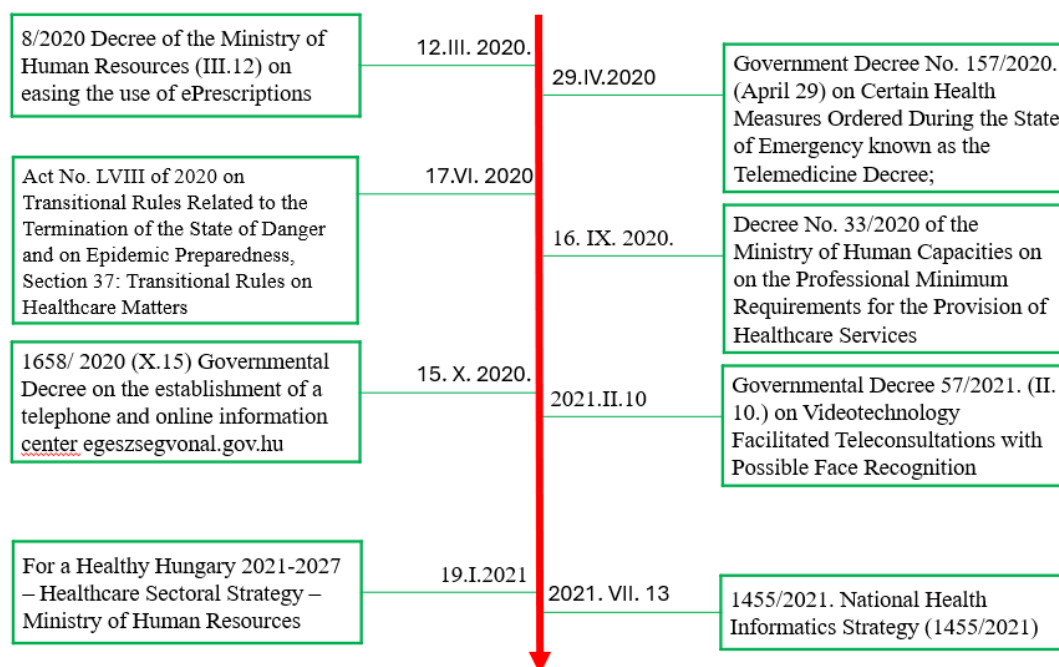 8/2020 Decree of the Ministry of
Human Resources (III.12) on
easing the use of ePrescriptions
12.III. 2020.
29.IV.2020
Government Decree No. 157/2020.
(April 29) on Certain Health
Measures Ordered During the State
of Emergency known as the
Telemedicine Decree;
Act No. LVIII of 2020 on
Transitional Rules Related to the
Termination of the State of Danger
and on Epidemic Preparedness,
Section 37: Transitional Rules on
Healthcare Matters
17.VI. 2020
16. IX. 2020.
Decree No. 33/2020 of the
Ministry of Human Capacities on
on the Professional Minimum
Requirements for the Provision of
Healthcare Services
1658/ 2020 (X.15) Governmental
Decree on the establishment of a
telephone and online information
center egeszsegvonal.gov.hu
15. X. 2020.
2021.II.10
Governmental Decree 57/2021. (II.
10.) on Videotechnology
Facilitated Teleconsultations with
Possible Face Recognition
For a Healthy Hungary 2021-2027
– Healthcare Sectoral Strategy –
Ministry of Human Resources
19.I.2021
2021. VII. 13
1455/2021. National Health
Informatics Strategy (1455/2021)